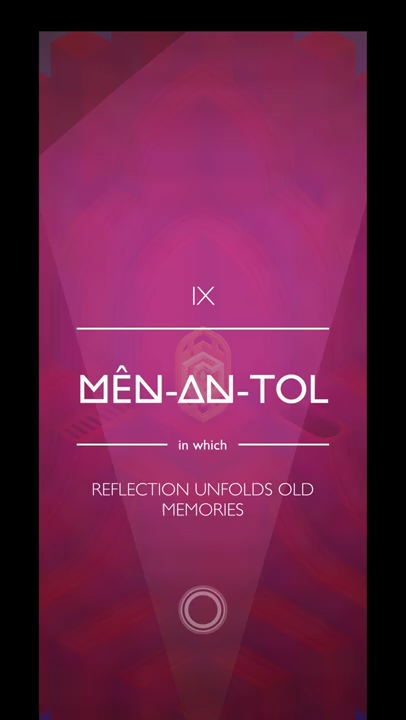 IX
MÊN-AN-TOL
in which
REFLECTION UNFOLDS OLD
MEMORIES